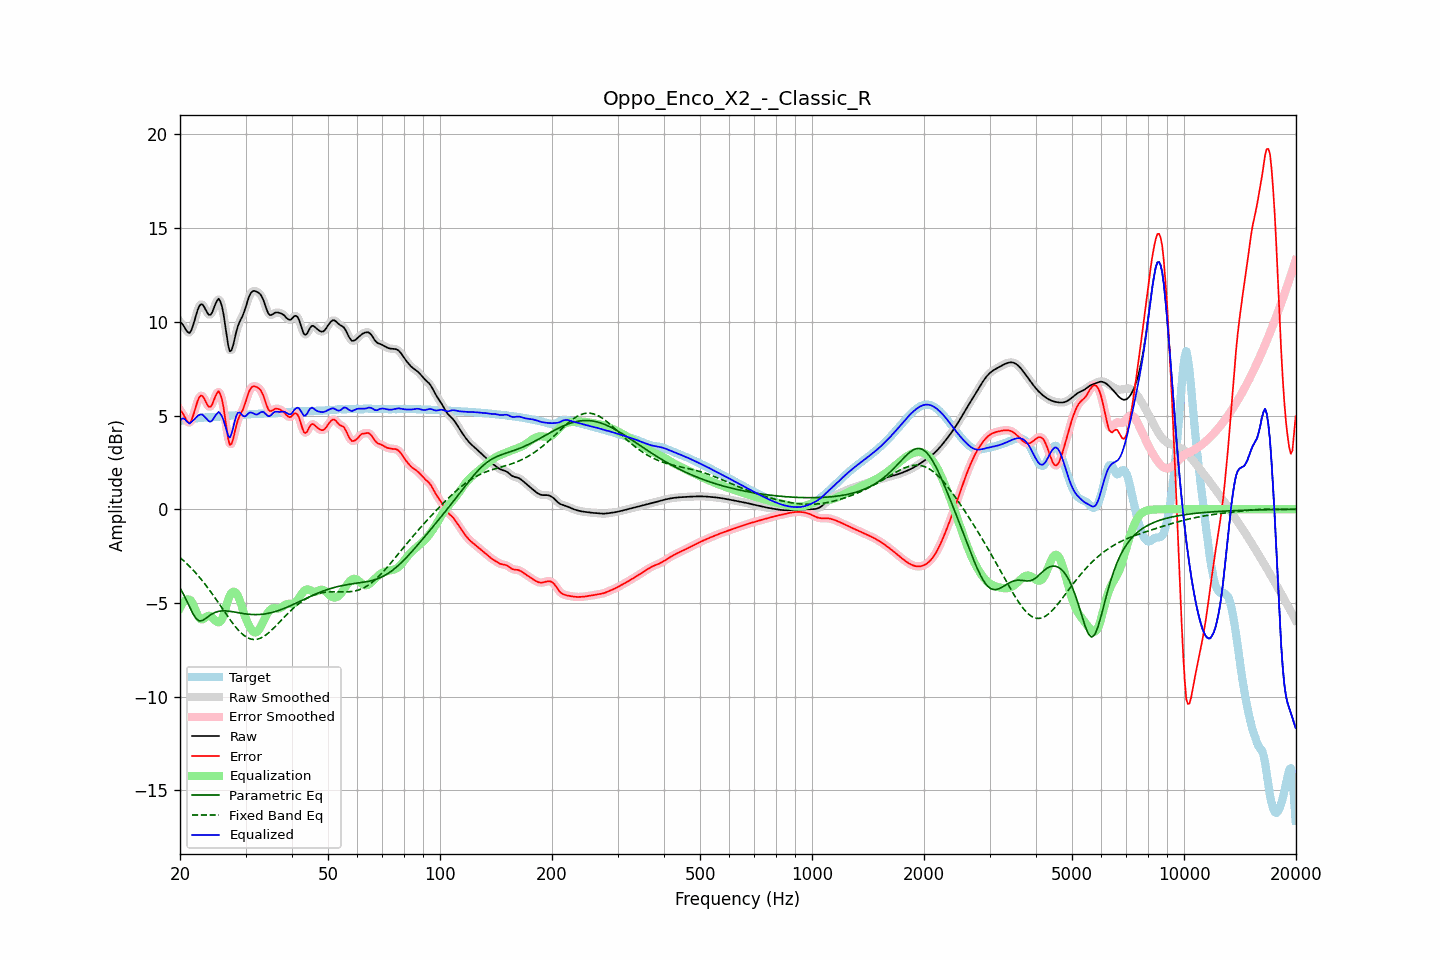 Oppo_Enco_X2_-_Classic_R
Amplitude (dBr)
20
15
10
5
0
−5
−10
−15
Target
Raw Smoothed
Error Smoothed
Raw
Error
Equalization
Parametric Eq
Fixed Band Eq
Equalized
20 50 100 200 500 1000 2000 5000 10000 20000
Frequency (Hz)